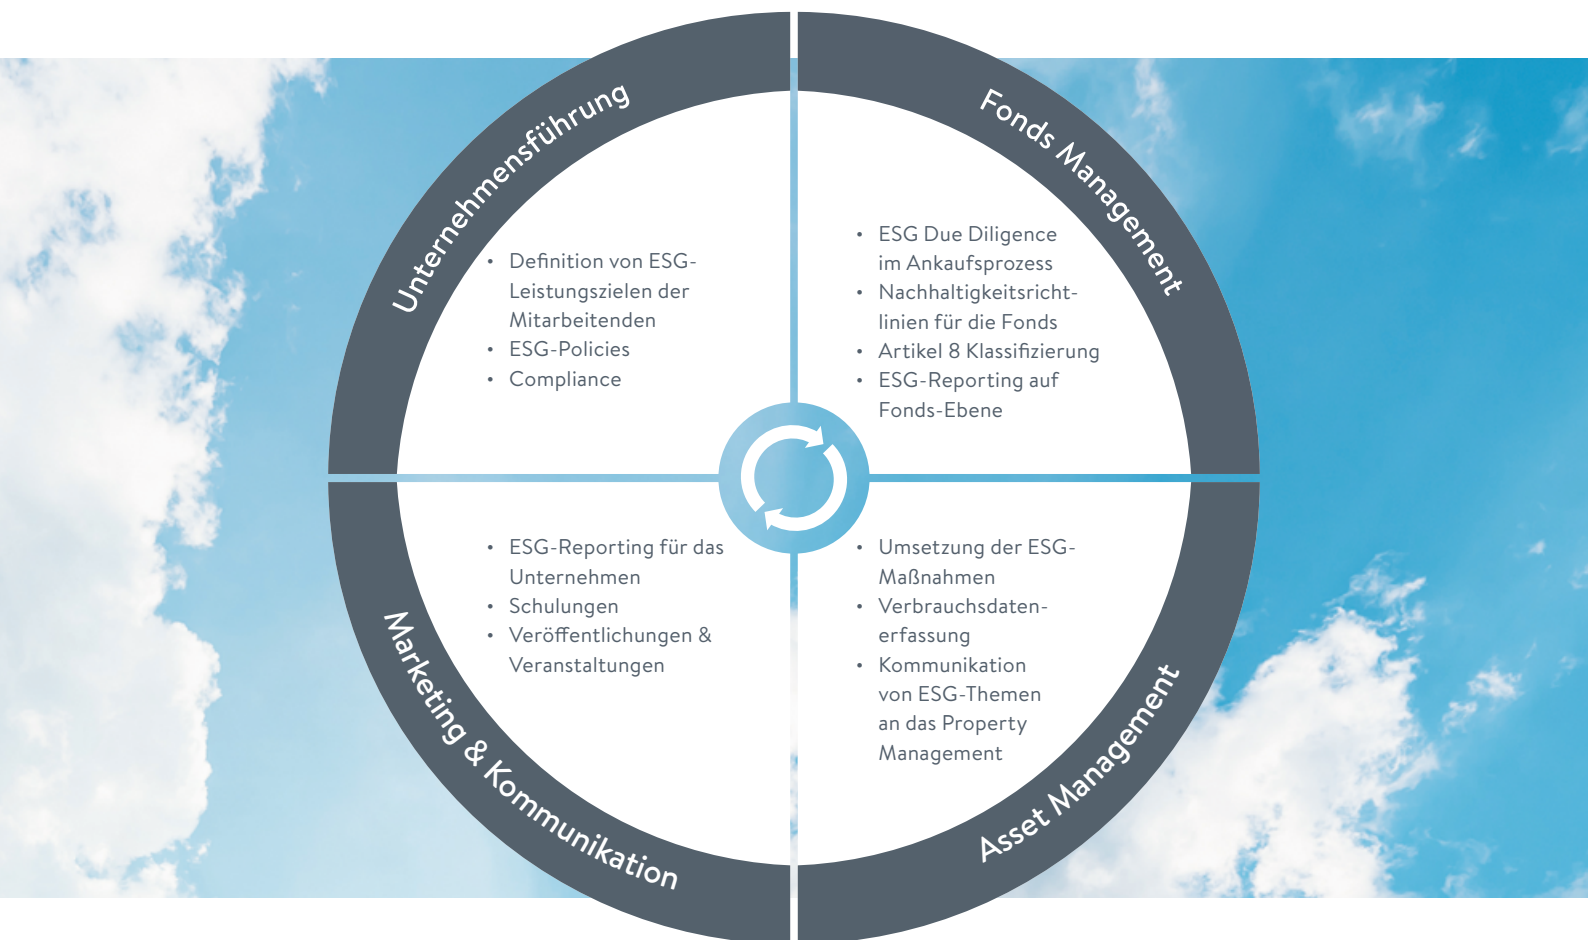 Unternehmensführung
• Definition von ESG-
Leistungszielen der
Mitarbeitenden
• ESG-Policies
• Compliance
Fonds Management
• ESG Due Diligence
im Ankaufsprozess
• Nachhaltigkeitsricht-
linien für die Fonds
• Artikel 8 Klassifizierung
• ESG-Reporting auf
Fonds-Ebene
Marketing & Kommunikation
• ESG-Reporting für das
Unternehmen
• Schulungen
• Veröffentlichungen &
Veranstaltungen
Asset Management
• Umsetzung der ESG-
Maßnahmen
• Verbrauchsdaten-
erfassung
• Kommunikation
von ESG-Themen
an das Property
Management